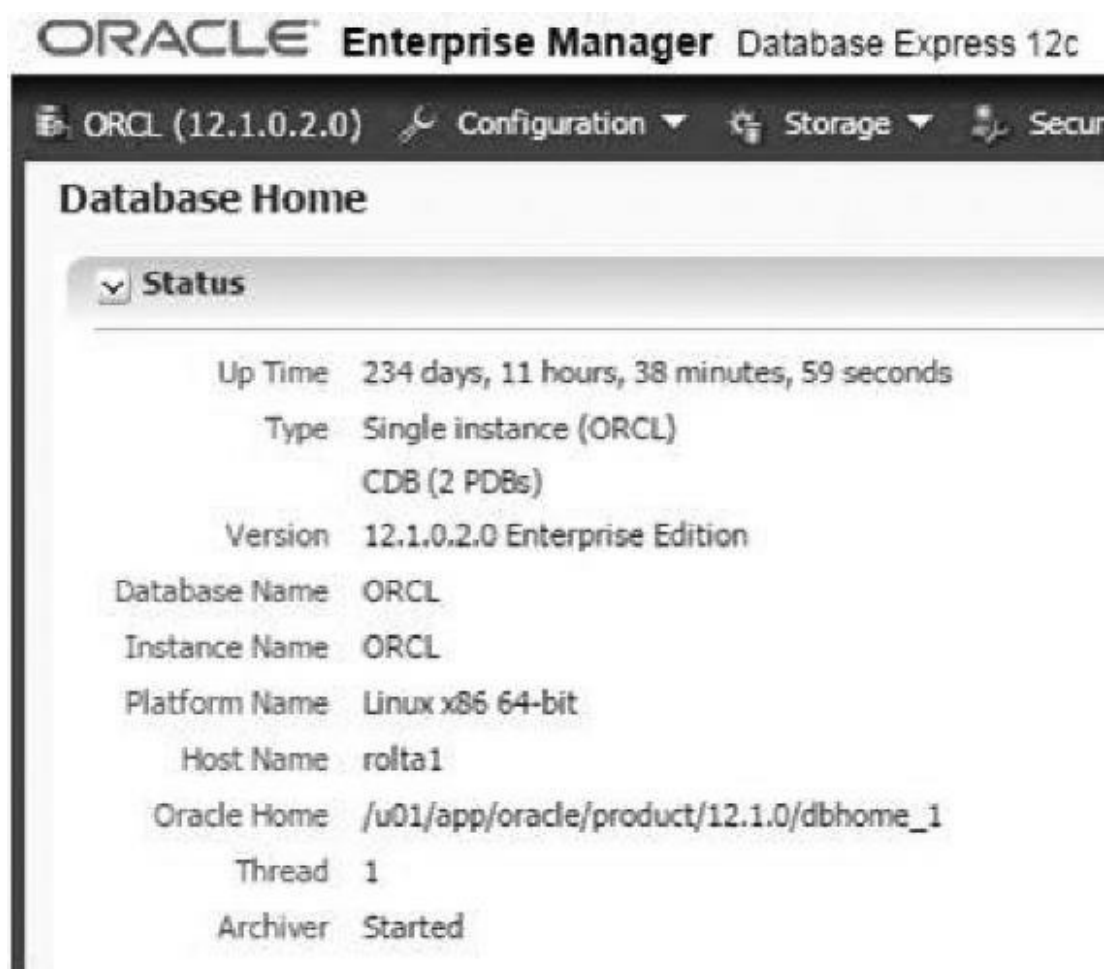 ORACLE Enterprise Manager Database Express 12c
ORCL (12.1.0.2.0) Configuration Storage Secur
Database Home
Status
Up Time 234 days, 11 hours, 38 minutes, 59 seconds
Type Single instance (ORCL)
CDB (2 PDBs)
Version 12.1.0.2.0 Enterprise Edition
Database Name ORCL
Instance Name ORCL
Platform Name Linux x86 64-bit
Host Name rolta1
Oracle Home /u01/app/oracle/product/12.1.0/dbhome_1
Thread 1
Archiver Started